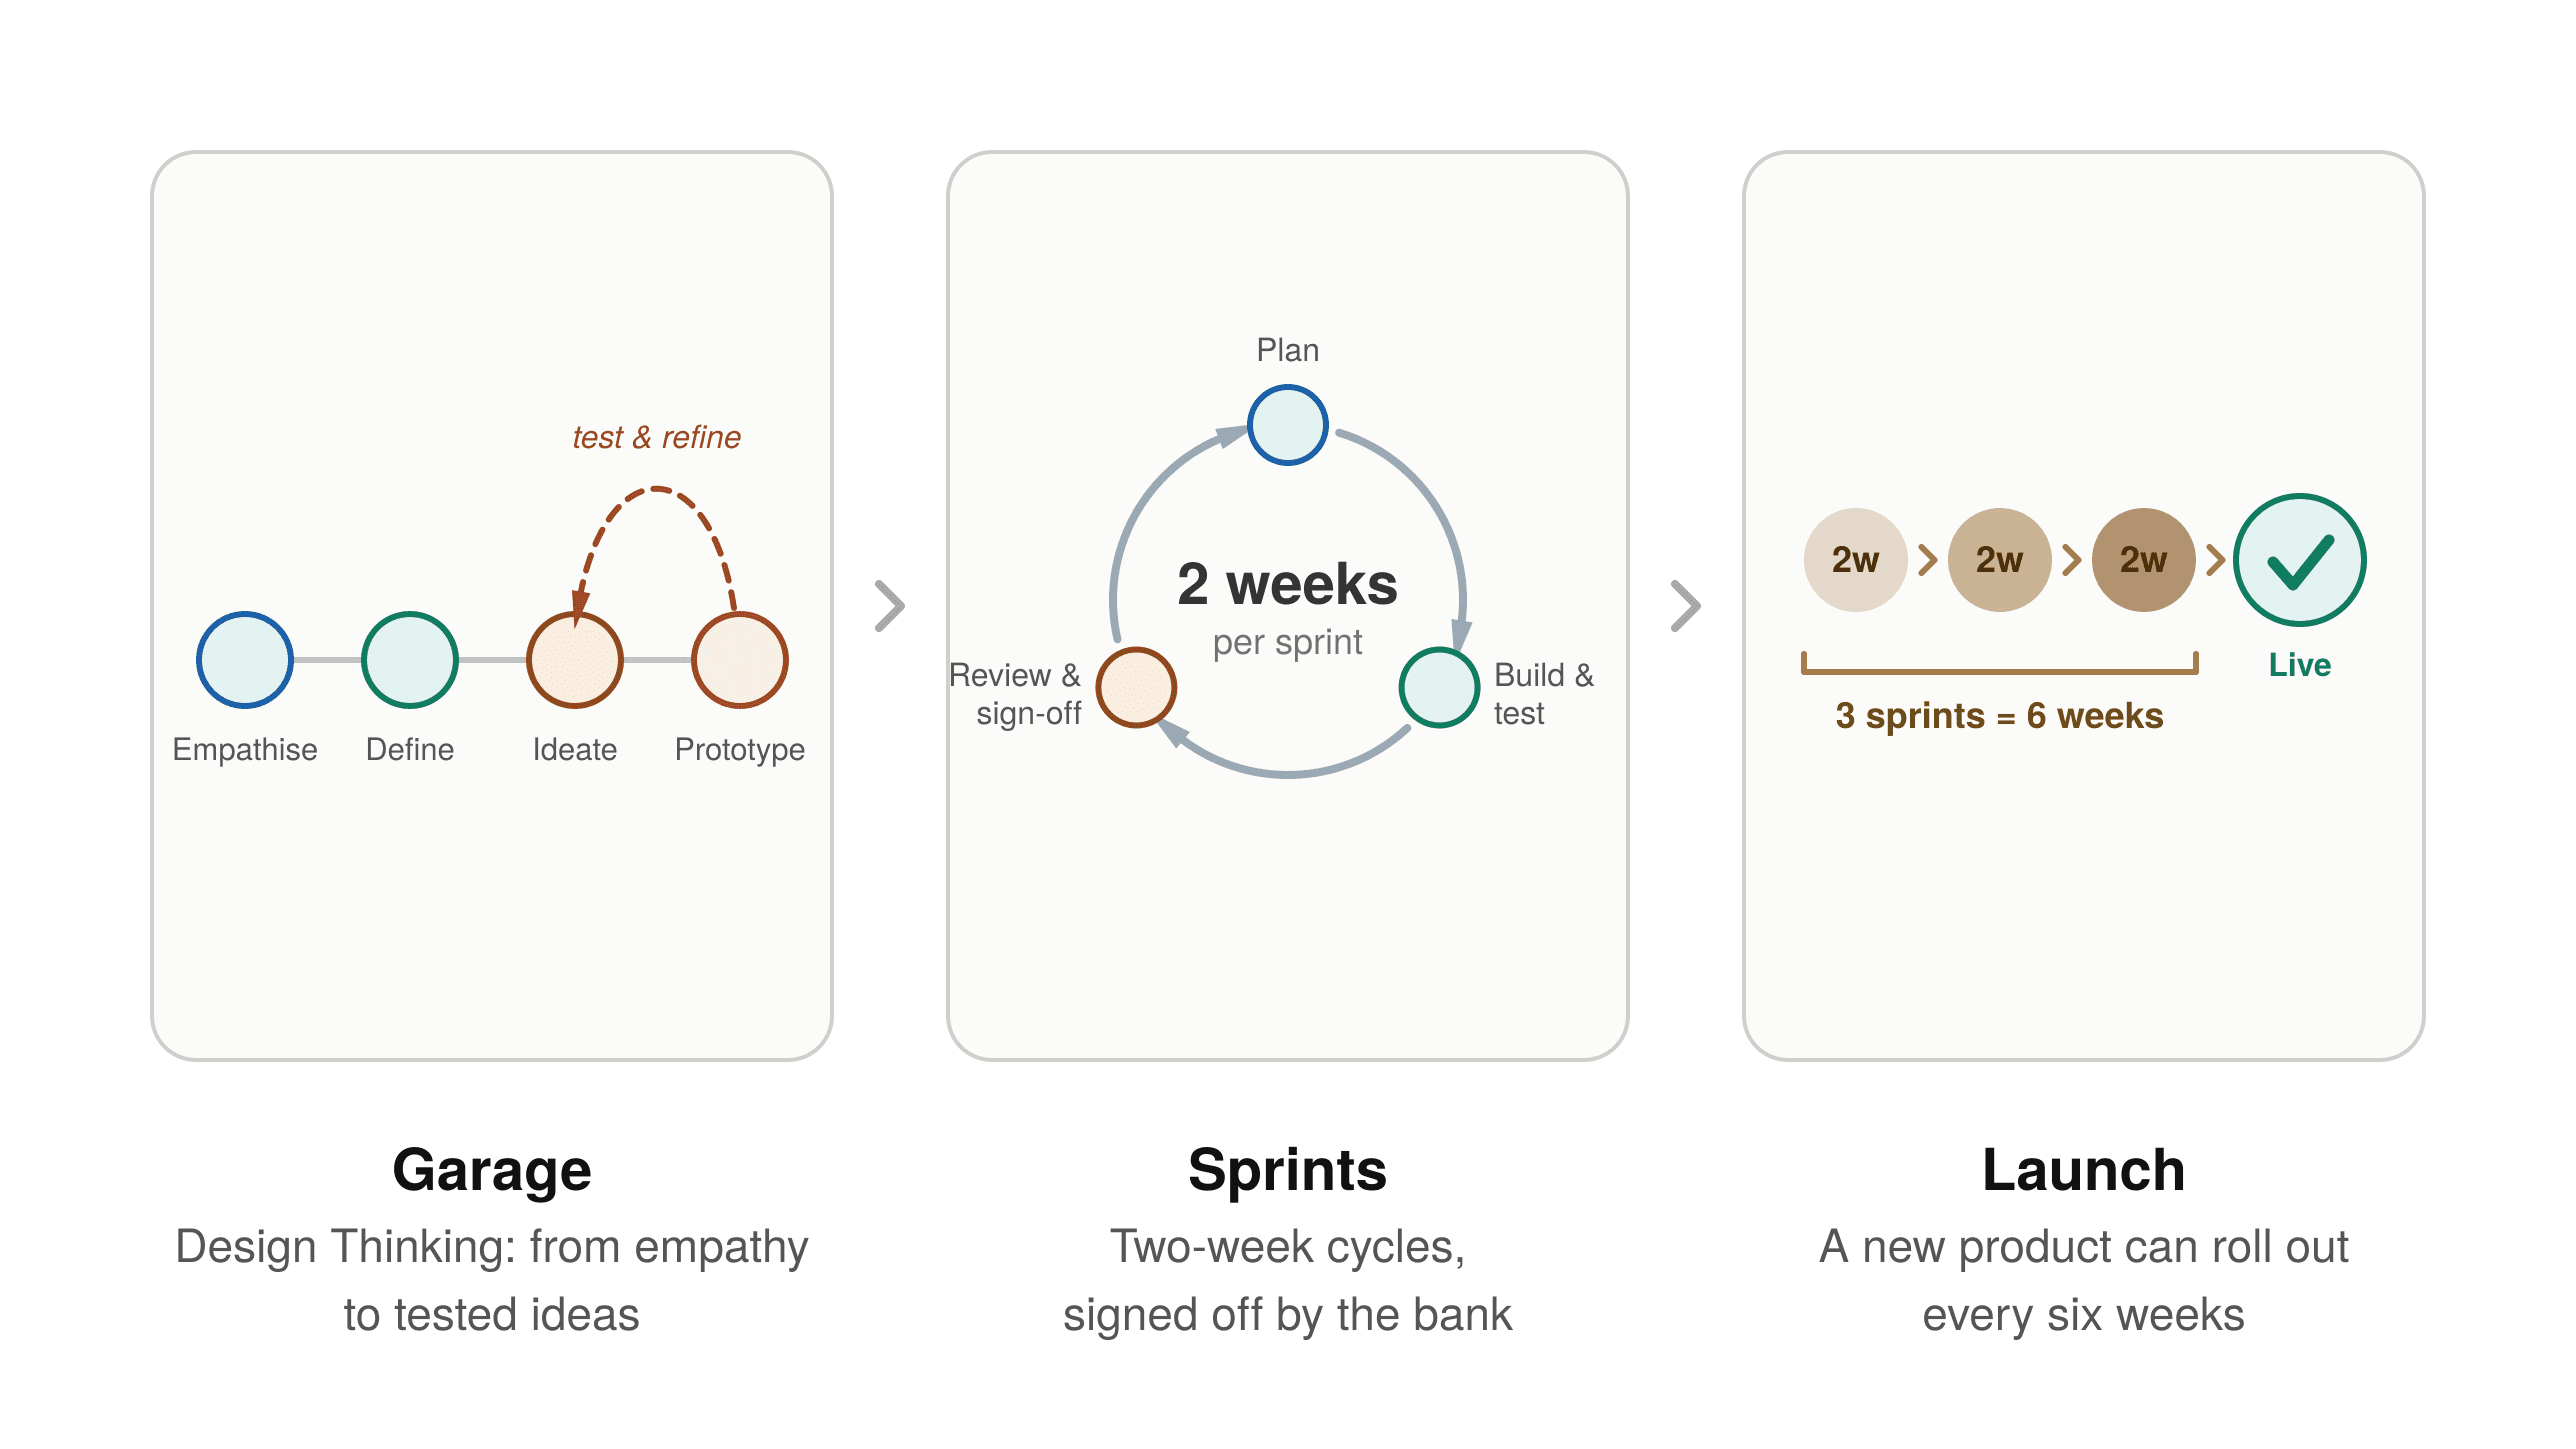 test & refine
Empathise
Define
Ideate
Prototype
Plan
2 weeks
per sprint
Review &
sign-off
Build &
test
2w
2w
2w
Live
3 sprints = 6 weeks
Garage
Design Thinking: from empathy
to tested ideas
Sprints
Two-week cycles,
signed off by the bank
Launch
A new product can roll out
every six weeks